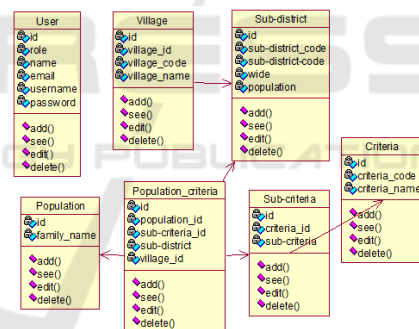 User
id
role
name
email
username
password
add()
see()
edit()
delete()
Village
id
village_id
village_code
village_name
add()
see()
edit()
delete()
Sub-district
id
sub-district_code
sub-district-code
wide
population
add()
see()
edit()
delete()
Criteria
id
criteria_code
criteria_name
add()
see()
edit()
delete()
Population
id
family_name
add()
see()
edit()
delete()
Population_criteria
id
population_id
sub-criteria_id
sub-district
village_id
add()
see()
edit()
delete()
Sub-criteria
id
criteria_id
sub-criteria
add()
see()
edit()
delete()